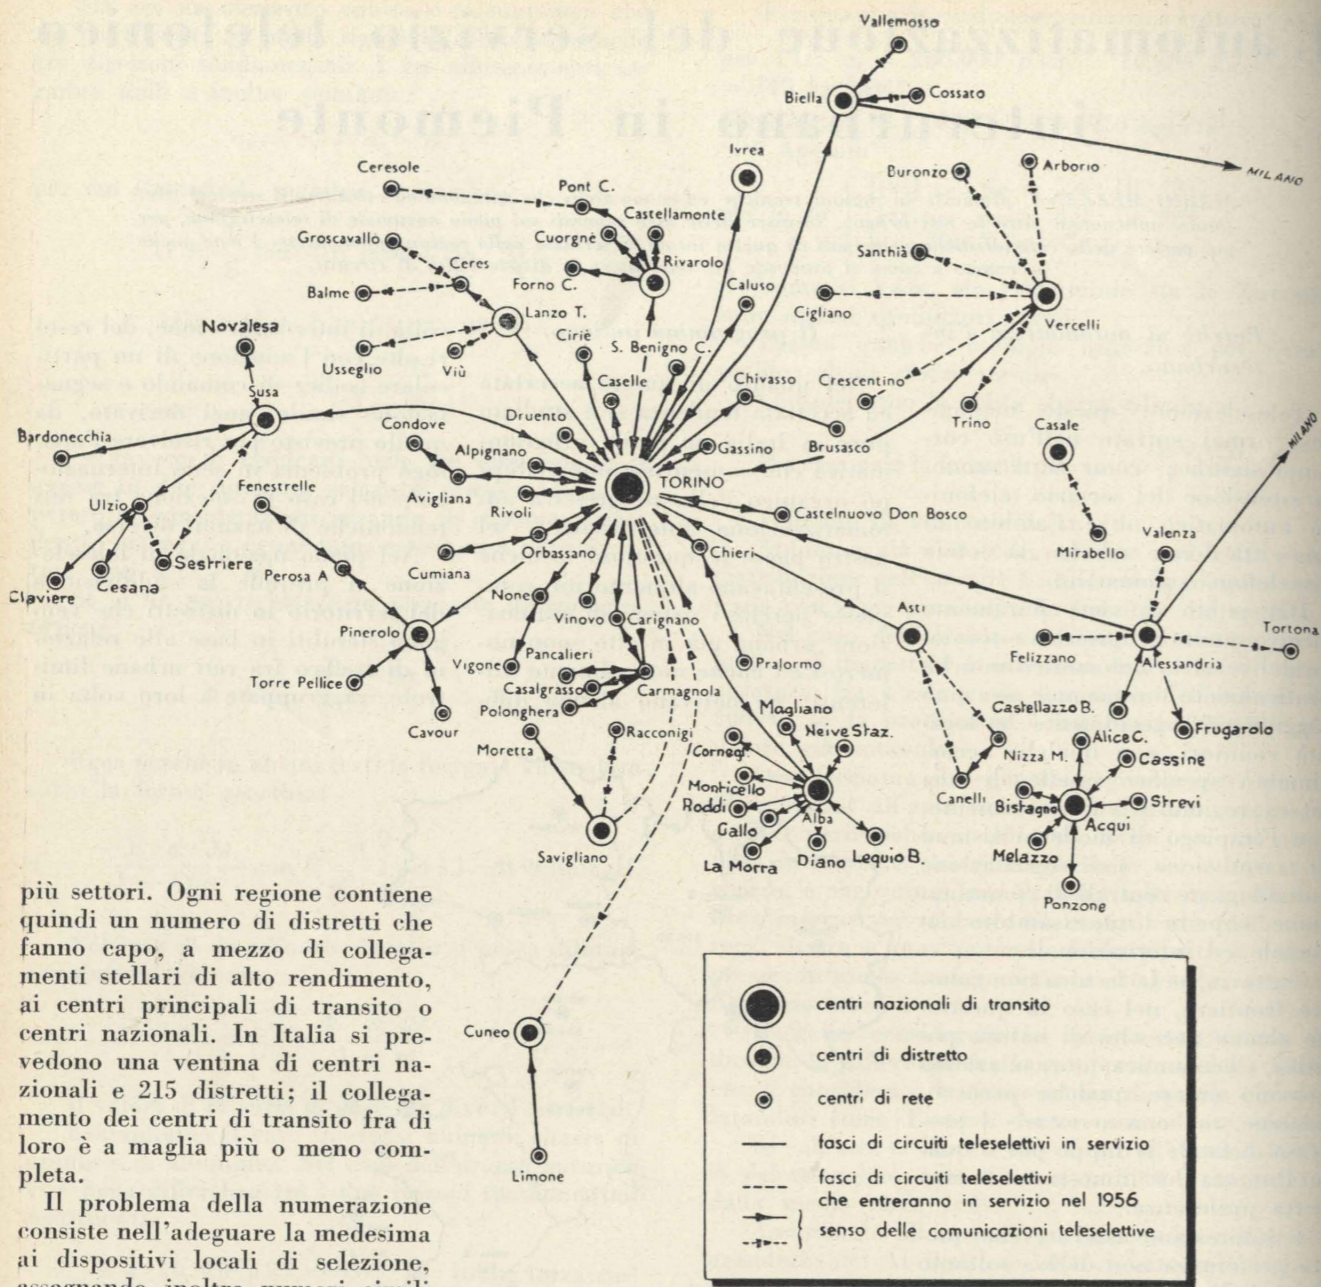 Vallemosso
Biella
Cossato
MILANO
Ivrea
Buronzo
Arborio
Ceresole
Pont C.
Castellamonte
Groscavallo
Cuorgnè
Santhià
Ceres
Rivarolo
Forno C.
Caluso
Balme
Lanzo T.
Cigliano
Vercelli
Novalesa
Ciriè
S. Benigno C.
Usseglio
Viù
Caselle
Chivasso
Crescentino
Susa
Druento
Condove
Trino
Casale
MILANO
Bardonecchia
Alpignano
Gassino
Brusasco
TORINO
Fenestrelle
Avigliana
Ulzio
Rivoli
Castelnuovo Don Bosco
Valenza
Orbassano
Chieri
Mirabello
Sestriere
Cesana
Perosa A
Cumiana
Claviere
None
Asti
Vinovo
Carignano
Pinerolo
Tortona
Pancalieri
Felizzano
Alessandria
Vigone
Pralormo
Torre Pellice
Casalgrasso
Carmagnola
Polonghera
Magliano
Castellazzo B.
Cavour
Racconigi
Neive Staz.
Frugarolo
Moretta
Corneg.
Alice C.
Nizza M.
Cassine
Monticello
Canelli
Bistagno
Strevi
Roddi
Alba
Acqui
Gallo
Savigliano
La Morra
Diano
Lequio B.
Melazzo
Ponzone
Cuneo
Limone
più settori. Ogni regione contiene
quindi un numero di distretti che
fanno capo, a mezzo di collega-
menti stellari di alto rendimento,
ai centri principali di transito o
centri nazionali. In Italia si pre-
vedono una ventina di centri na-
zionali e 215 distretti; il collega-
mento dei centri di transito fra di
loro è a maglia più o meno com-
pleta.
Il problema della numerazione
consiste nell'adeguare la medesima
ai dispositivi locali di selezione,
assegnando inoltre numeri simili
centri nazionali di transito
centri di distretto
centri di rete
fasci di circuiti teleselettivi in servizio
fasci di circuiti teleselettivi
che entreranno in servizio nel 1956
senso delle comunicazioni teleselettive